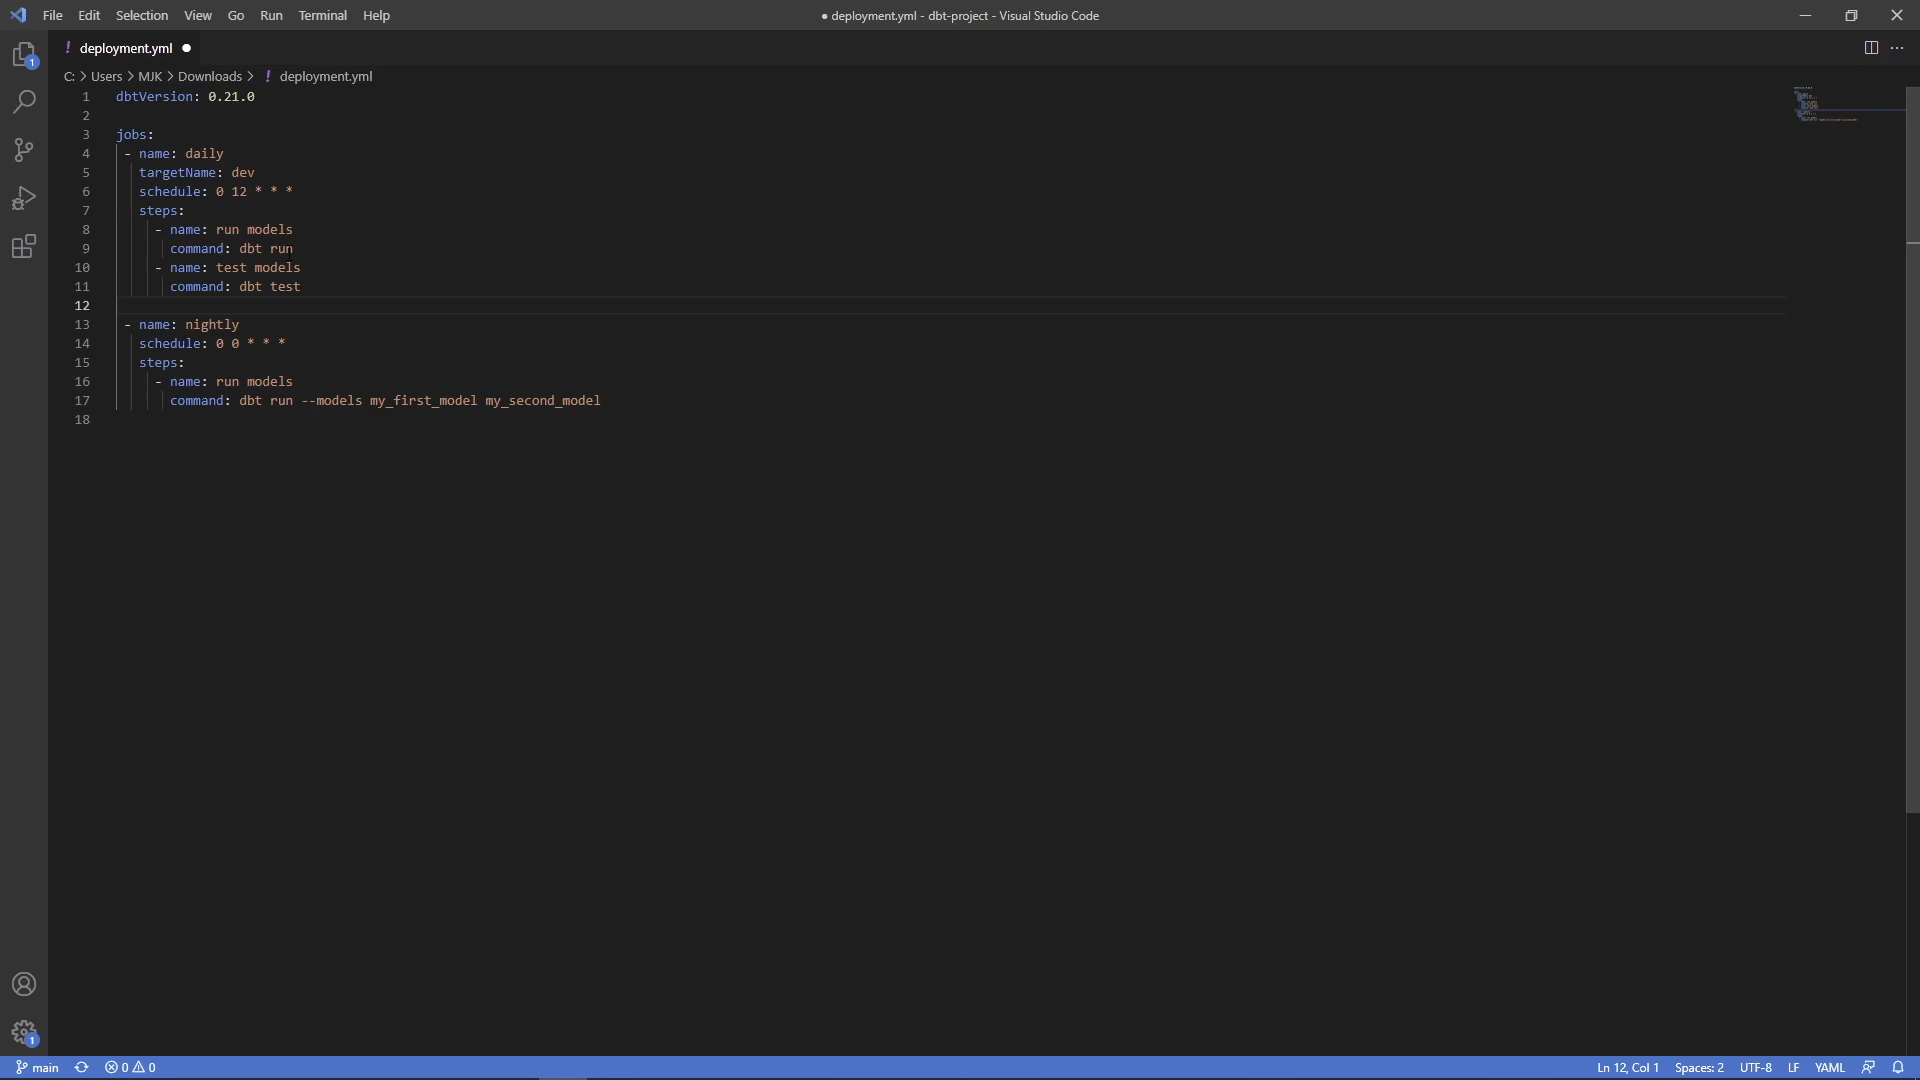 File Edit Selection View Go Run Terminal Help
● deployment.yml - dbt-project - Visual Studio Code
! deployment.yml ●
C: > Users > MJK > Downloads > ! deployment.yml
1 dbtVersion: 0.21.0
2
3 jobs:
4 - name: daily
5 targetName: dev
6 schedule: 0 12 * * *
7 steps:
8 - name: run models
9 command: dbt run
10 - name: test models
11 command: dbt test
12
13 - name: nightly
14 schedule: 0 0 * * *
15 steps:
16 - name: run models
17 command: dbt run --models my_first_model my_second_model
18
1
1
main 0 0
Ln 12, Col 1 Spaces: 2 UTF-8 LF YAML